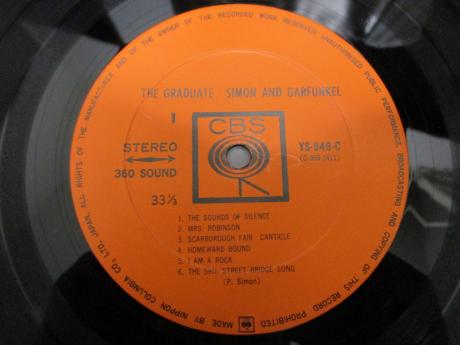 ALL RIGHTS OF THE MANUFACTURER AND OF THE OWNER OF THE RECORDED WORK RESERVED UNAUTHORISED PUBLIC PERFORMANCE, BROADCASTING AND COPYING OF THIS RECORD PROHIBITED
MADE BY NIPPON COLUMBIA CO., LTD., JAPAN.
THE GRADUATE SIMON AND GARFUNKEL
1
CBS
STEREO
360 SOUND
YS-949-C
33⅓
1. THE SOUNDS OF SILENCE
2. MRS. ROBINSON
3. SCARBOROUGH FAIR CANTICLE
4. HOMEWARD BOUND
5. I AM A ROCK
6. THE 59th STREET BRIDGE SONG
(P. Simon)